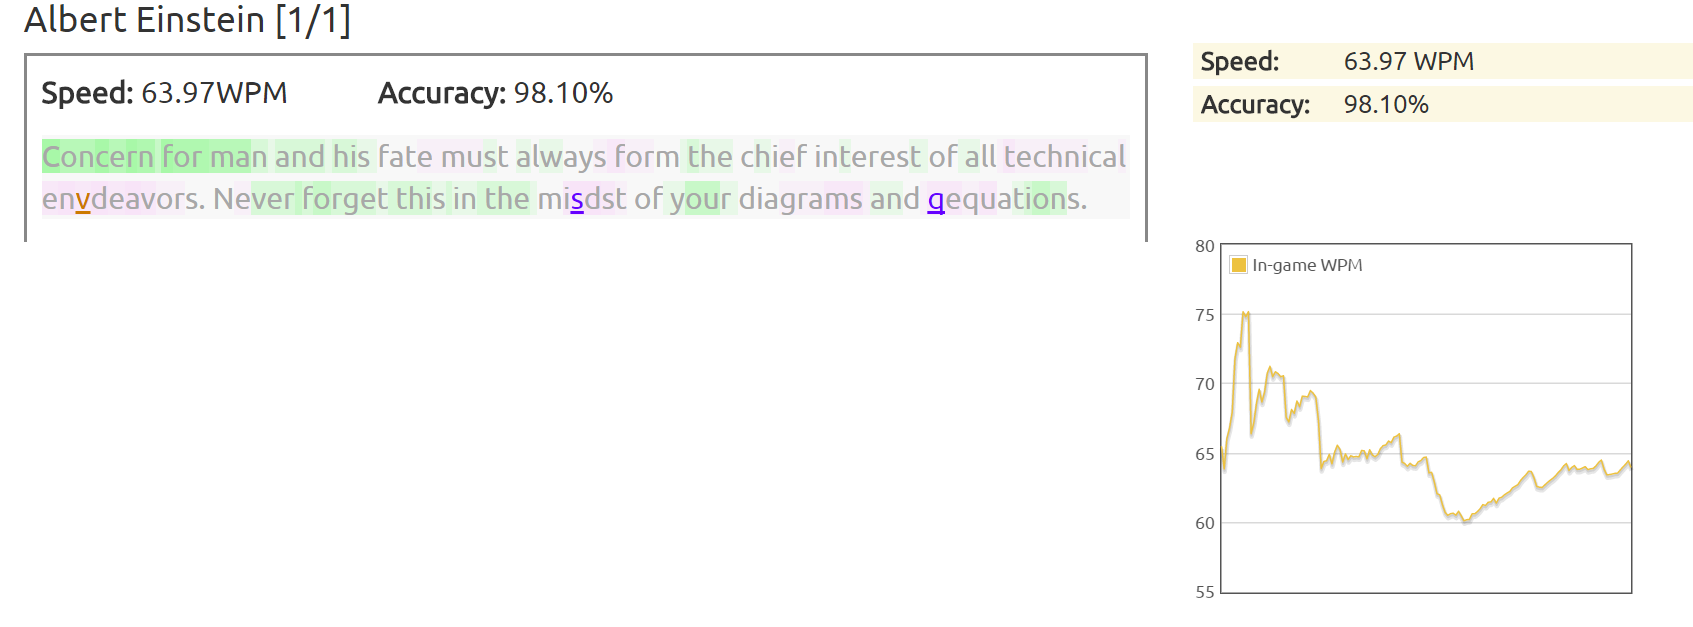 Albert Einstein [1/1]
Speed: 63.97WPM Accuracy: 98.10%
Concern for man and his fate must always form the chief interest of all technical
envdeavors. Never forget this in the misdst of your diagrams and qequations.
Speed: 63.97 WPM
Accuracy: 98.10%
80
In-game WPM
75
70
65
60
55